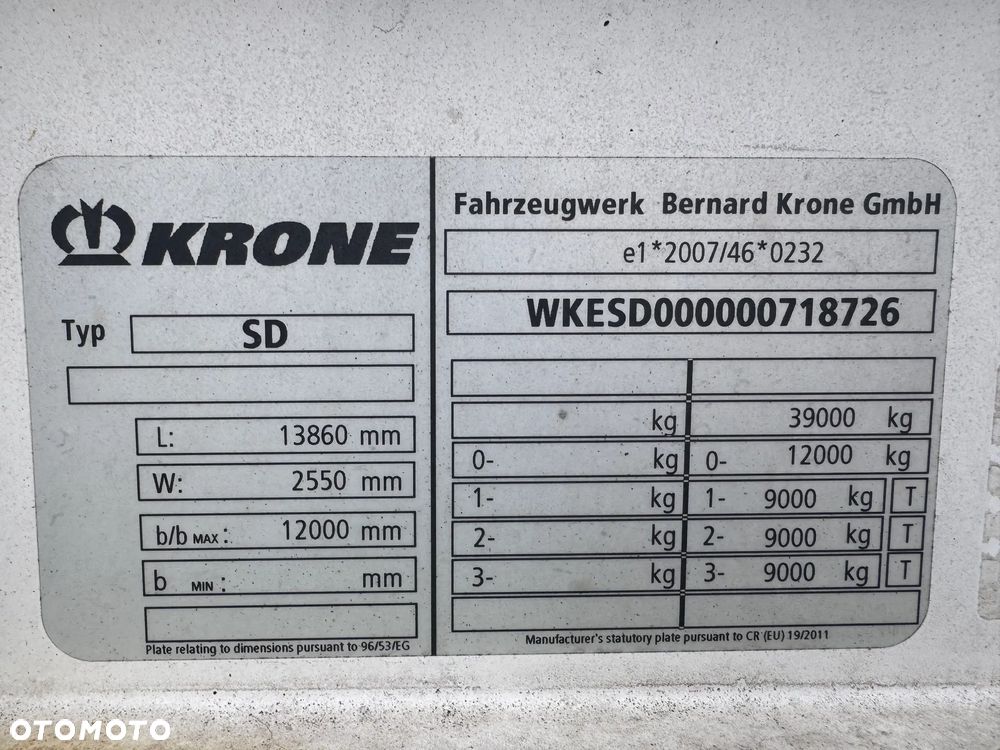 KRONE
Typ SD
L: 13860 mm
W: 2550 mm
b/b MAX : 12000 mm
b MIN : mm
Plate relating to dimensions pursuant to 96/53/EG
Fahrzeugwerk Bernard Krone GmbH
e1*2007/46*0232
WKESD000000718726
kg 39000 kg
0- kg 0- 12000 kg
1- kg 1- 9000 kg T
2- kg 2- 9000 kg T
3- kg 3- 9000 kg T
Manufacturer's statutory plate pursuant to CR (EU) 19/2011
OTOMOTO